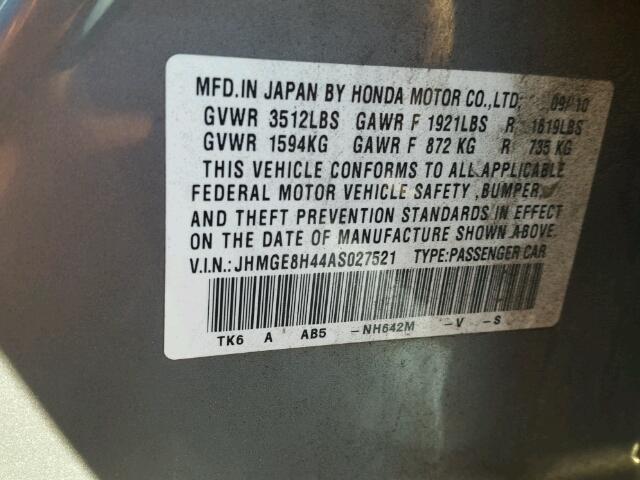 MFD.IN JAPAN BY HONDA MOTOR CO.,LTD. 09/10
GVWR 3512LBS GAWR F 1921LBS R 1619LBS
GVWR 1594KG GAWR F 872 KG R 735 KG
THIS VEHICLE CONFORMS TO ALL APPLICABLE
FEDERAL MOTOR VEHICLE SAFETY ,BUMPER,
AND THEFT PREVENTION STANDARDS IN EFFECT
ON THE DATE OF MANUFACTURE SHOWN ABOVE.
V.I.N.: JHMGE8H44AS027521 TYPE:PASSENGER CAR
TK6 A AB5 -NH642M -V -S